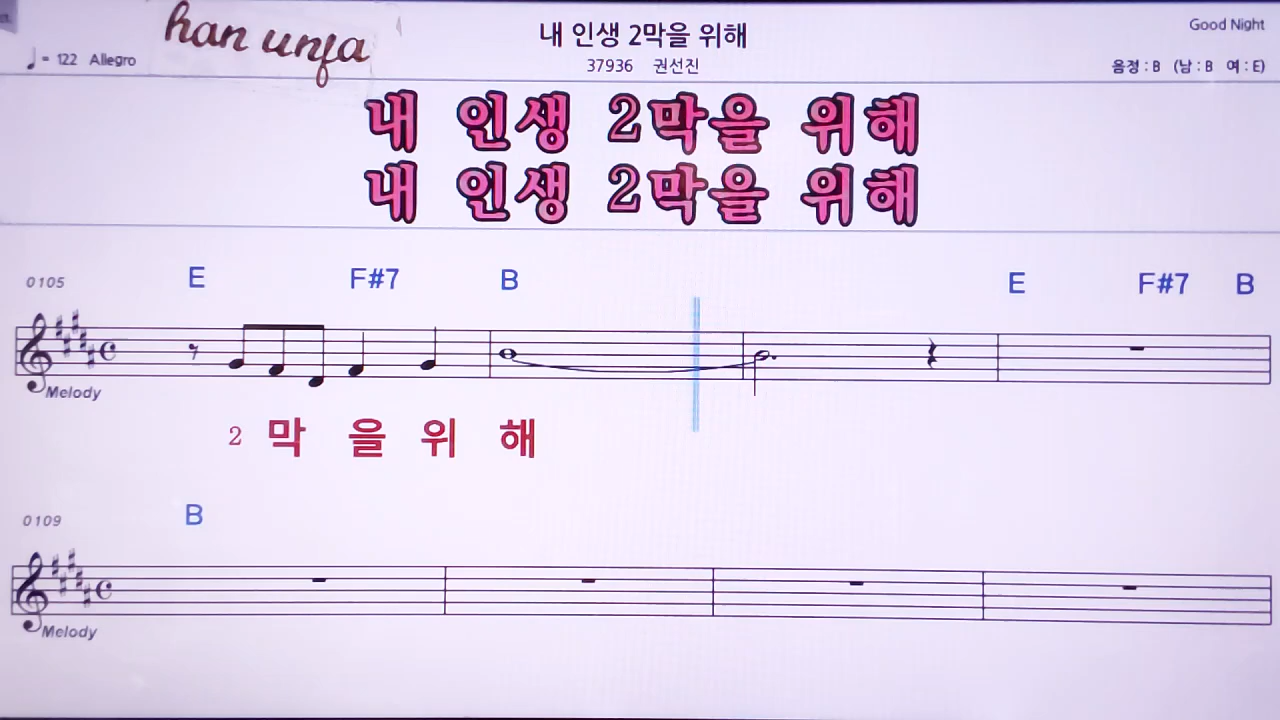 han unja
내 인생 2막을 위해
Good Night
♩= 122 Allegro
37936 권선진
음정 : B (남 : B 여 : E)
내 인생 2막을 위해
내 인생 2막을 위해
0105 E F#7 B E F#7 B
Melody
2 막 을 위 해
0109 B
Melody